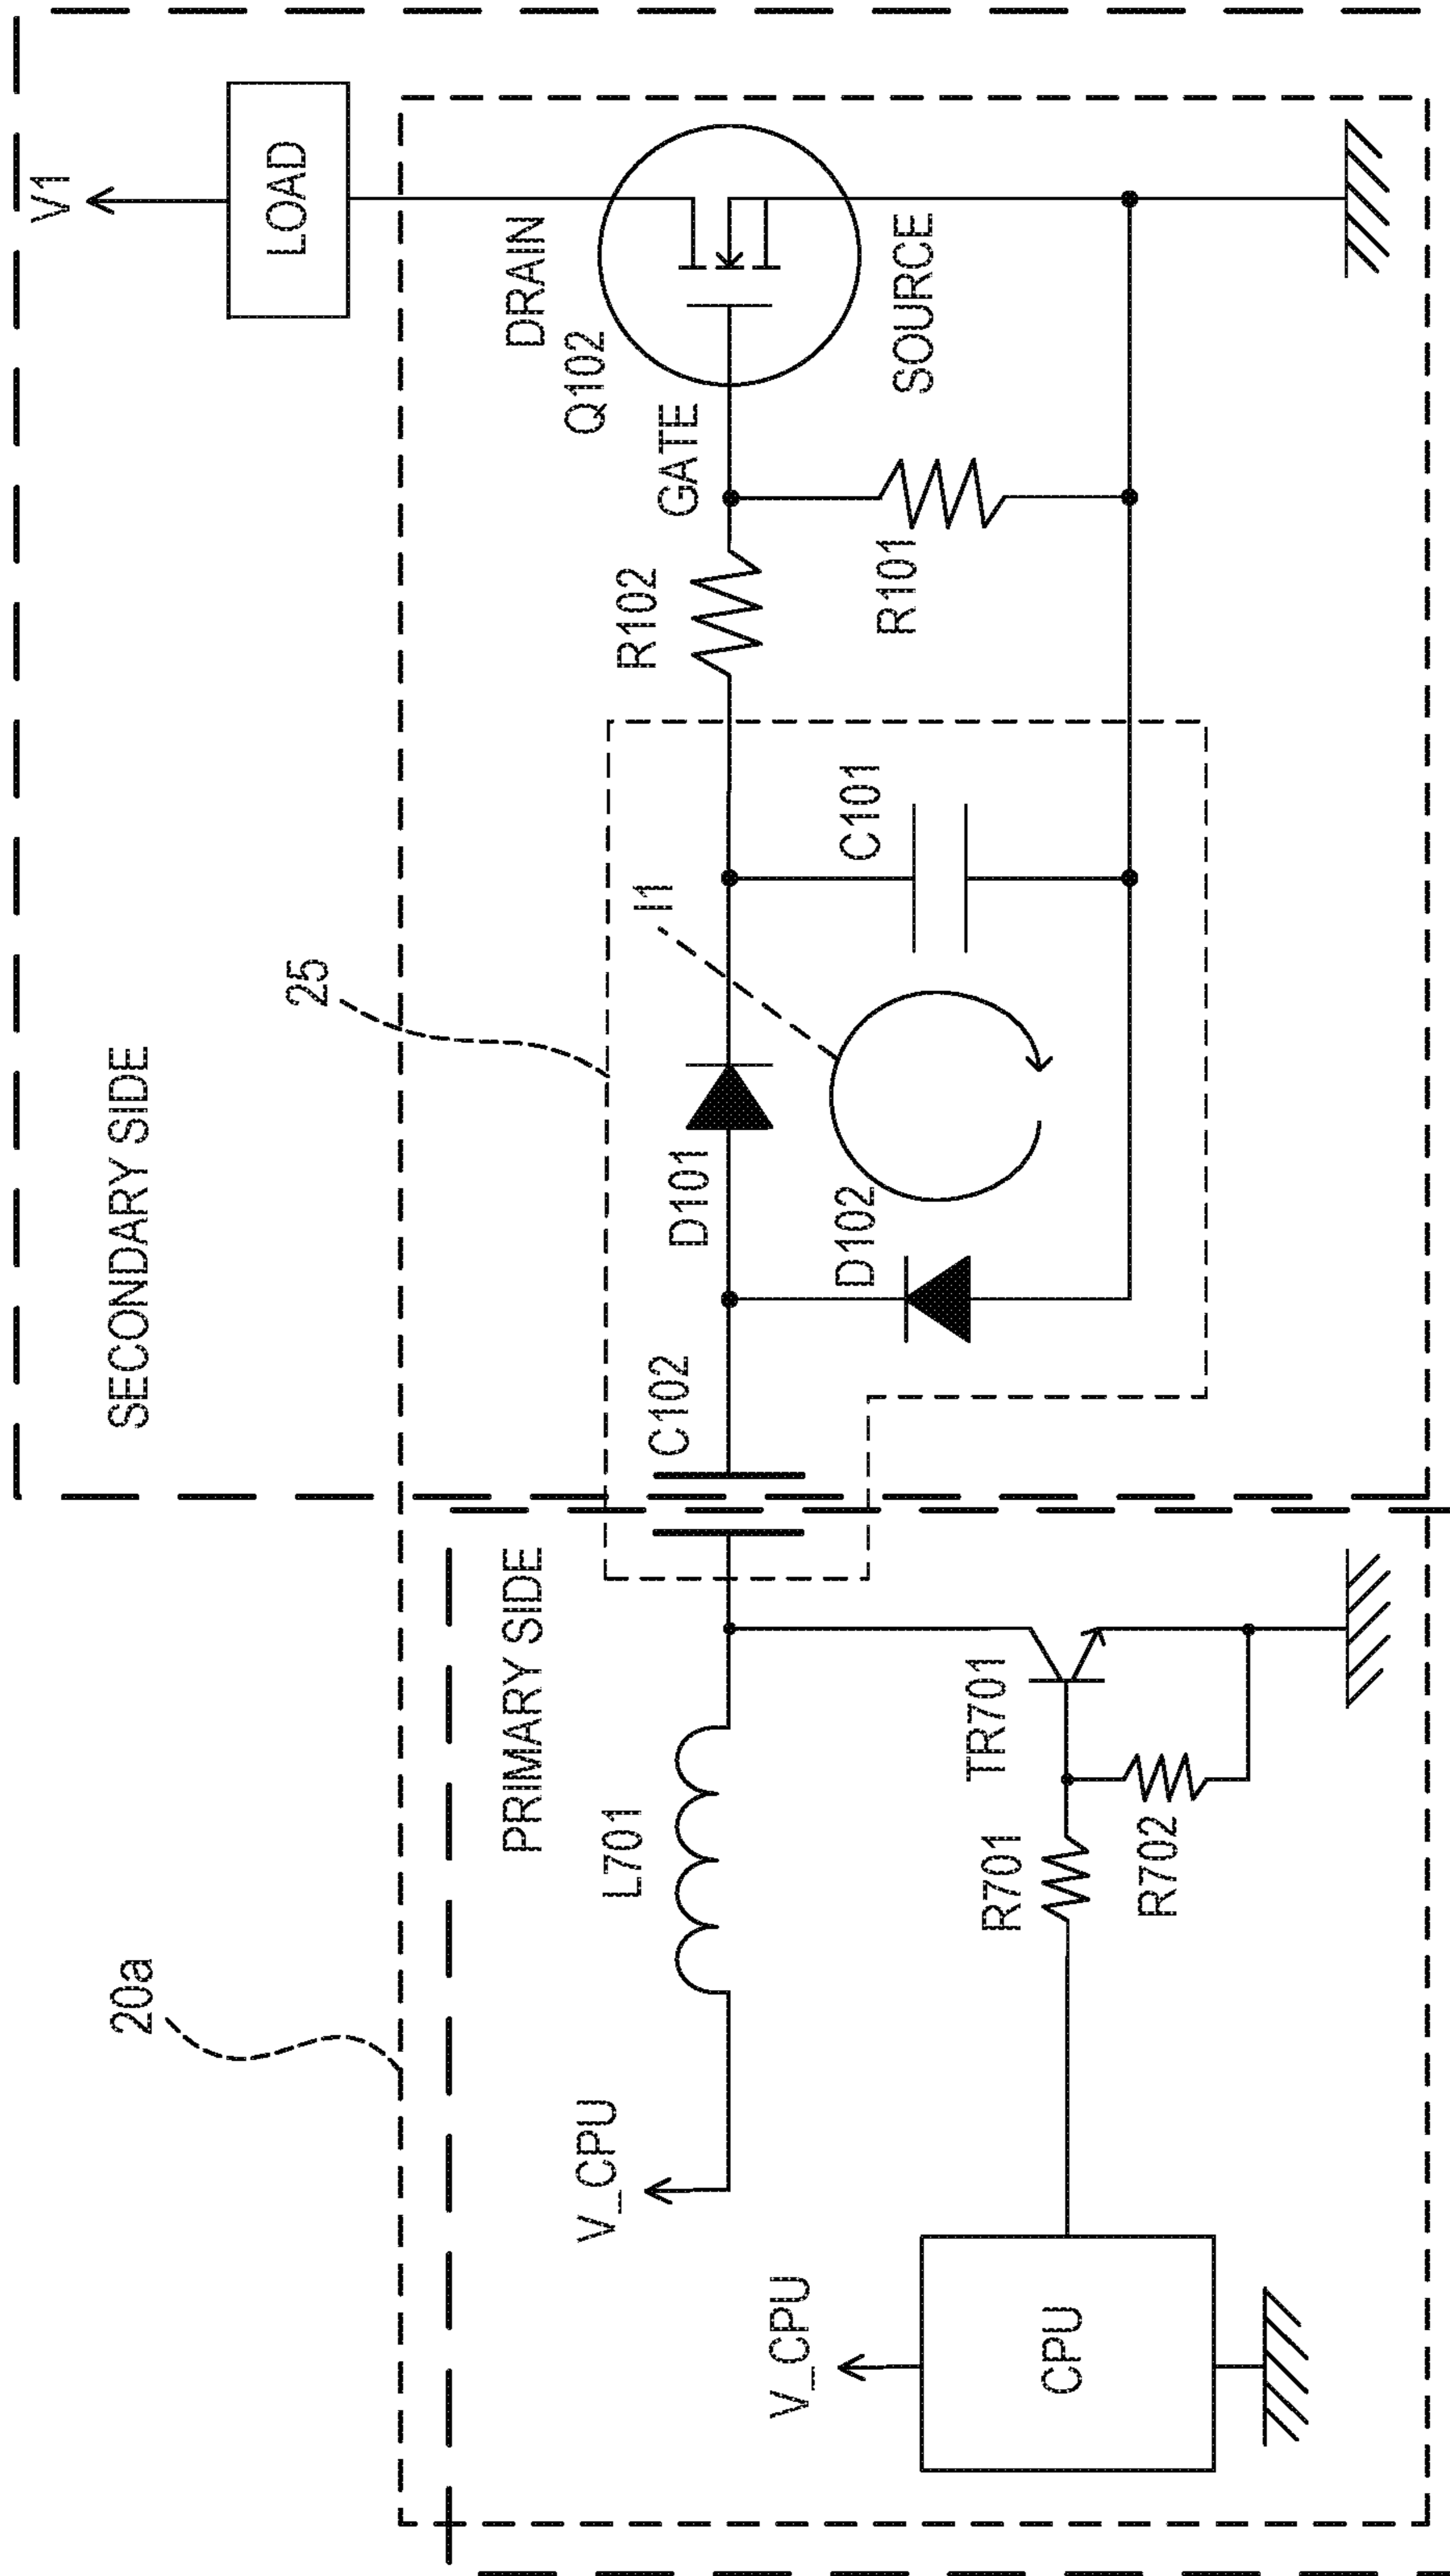 SECONDARY SIDE
V1
LOAD
25
20a
DRAIN
Q102
GATE
SOURCE
R102
R101
I1
C101
D101
D102
C102
PRIMARY SIDE
L701
V_CPU
TR701
R701
R702
V_CPU
CPU